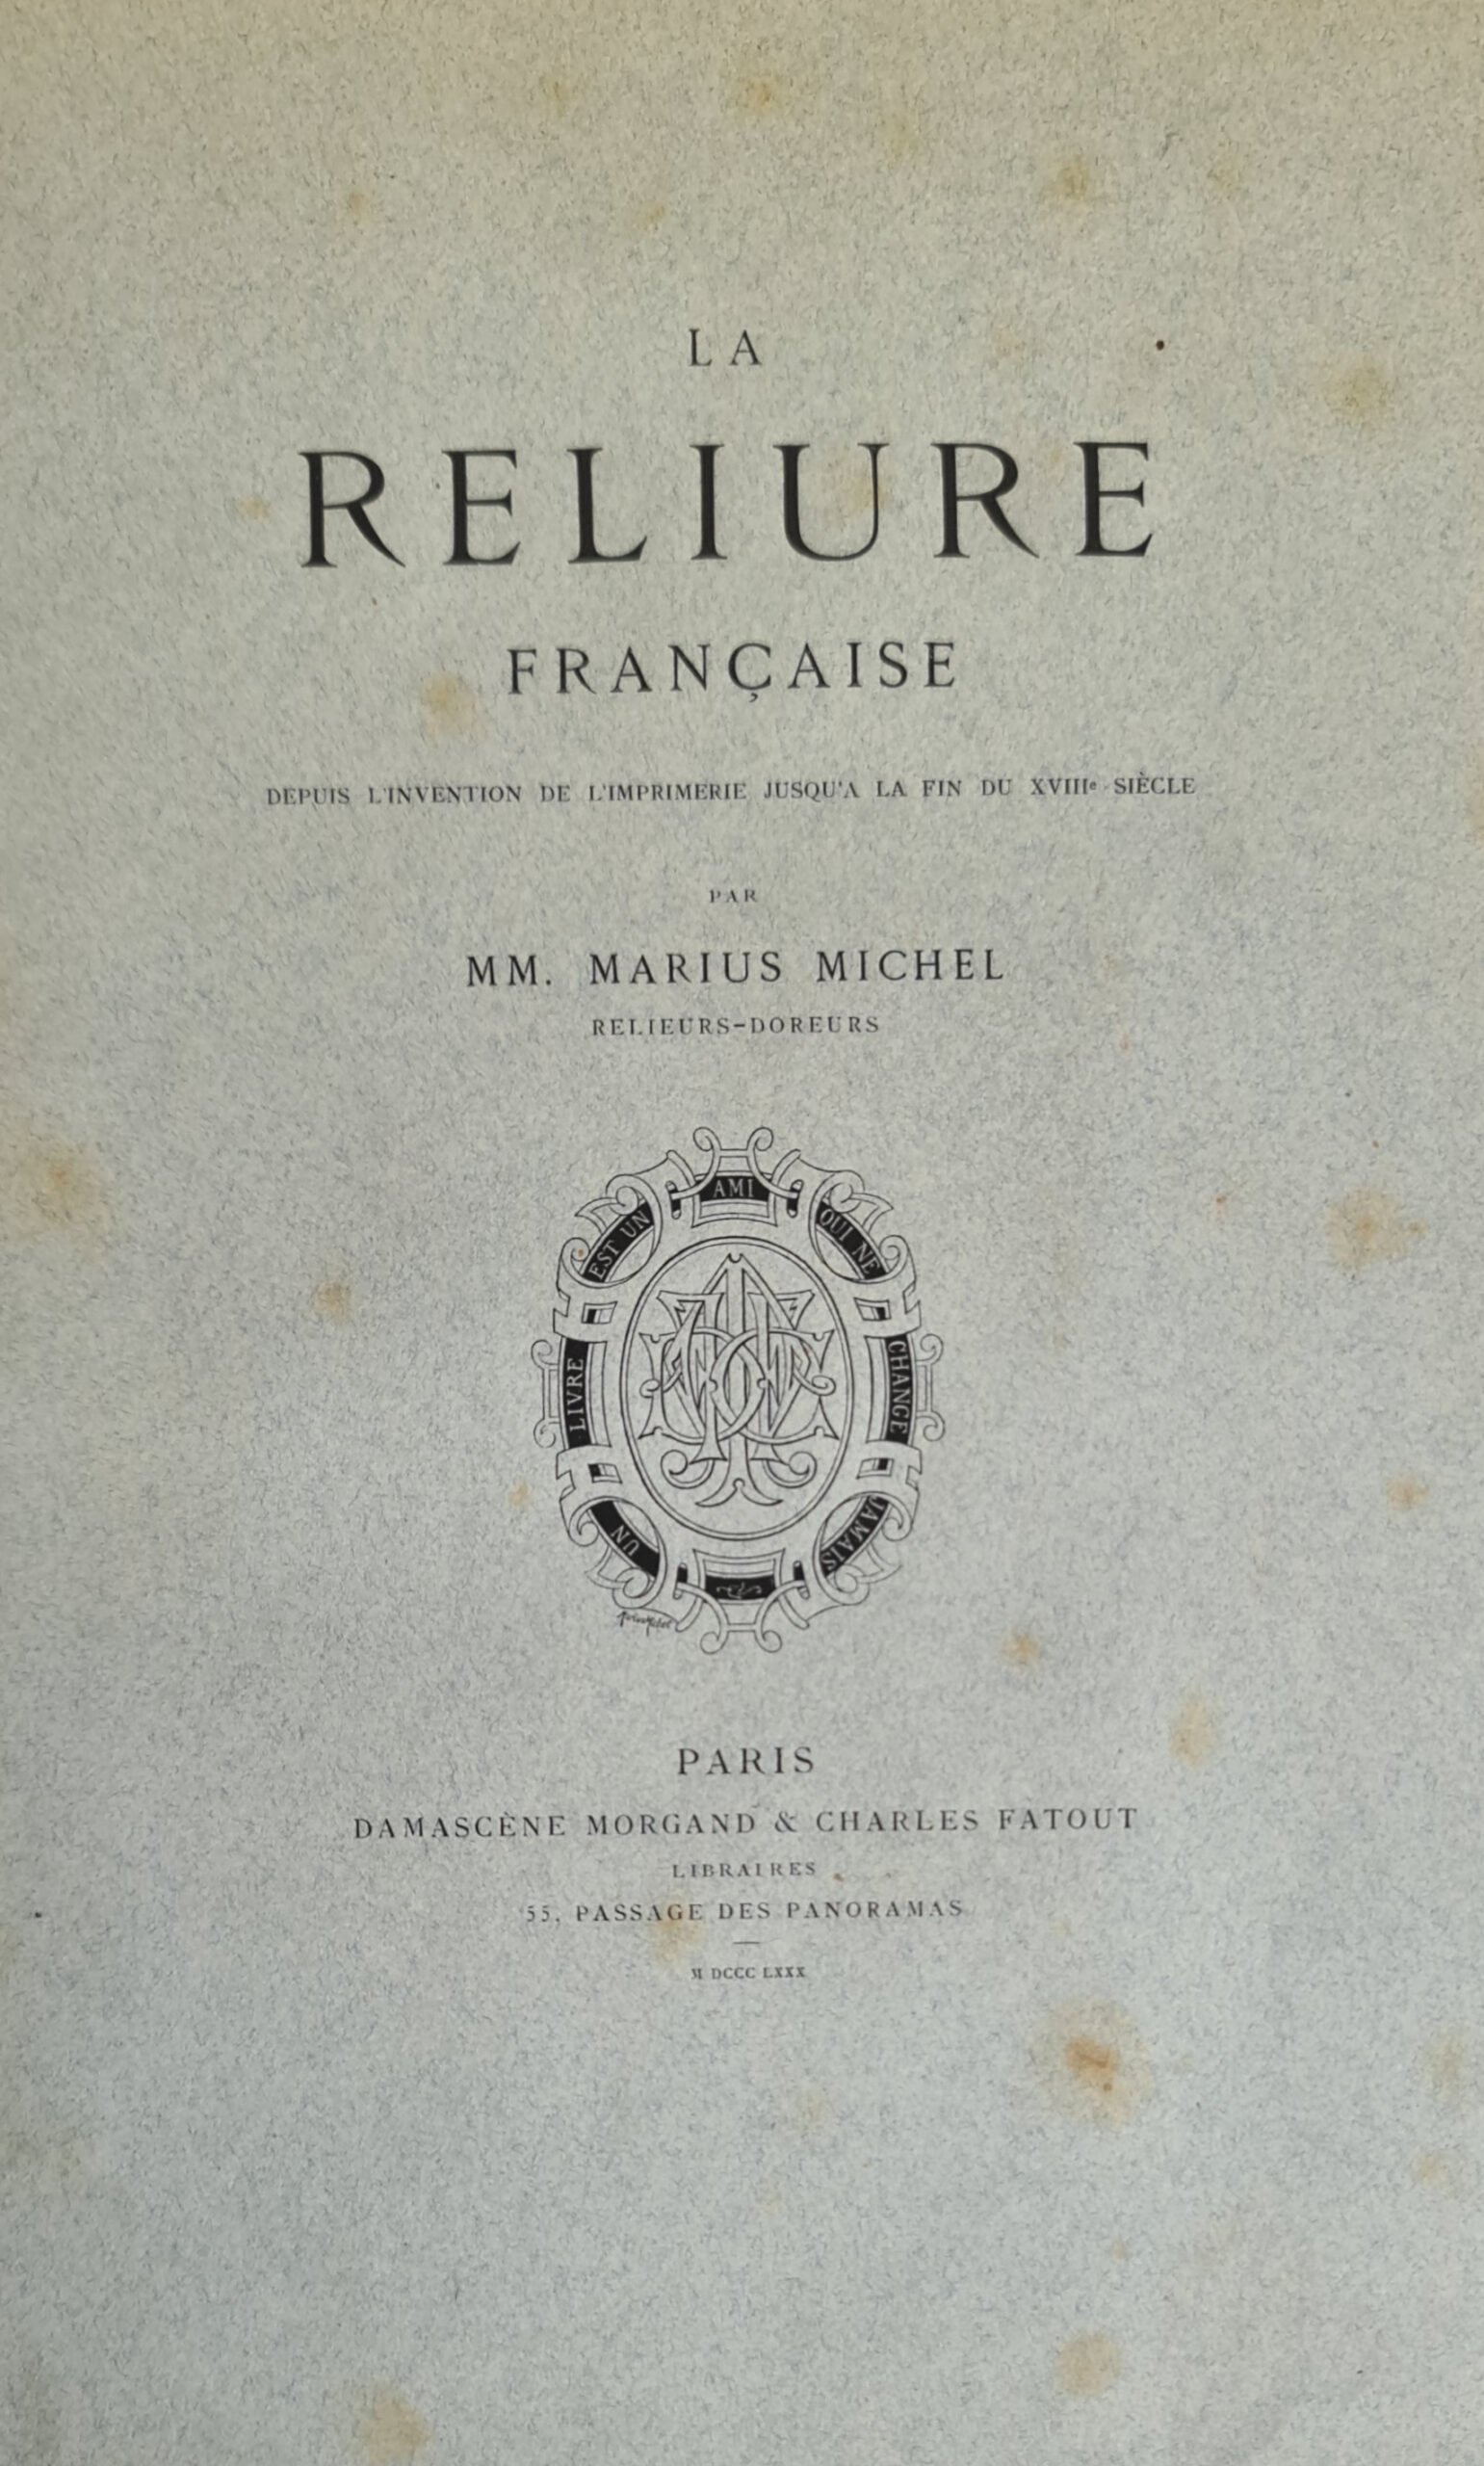 LA
RELIURE
FRANÇAISE
DEPUIS L'INVENTION DE L'IMPRIMERIE JUSQU'A LA FIN DU XVIIIe SIÈCLE
PAR
MM. MARIUS MICHEL
RELIEURS-DOREURS
UN
LIVRE
EST UN
AMI
QUI NE
CHANGE
JAMAIS
PARIS
DAMASCÈNE MORGAND & CHARLES FATOUT
LIBRAIRES
55, PASSAGE DES PANORAMAS
M DCCC LXXX